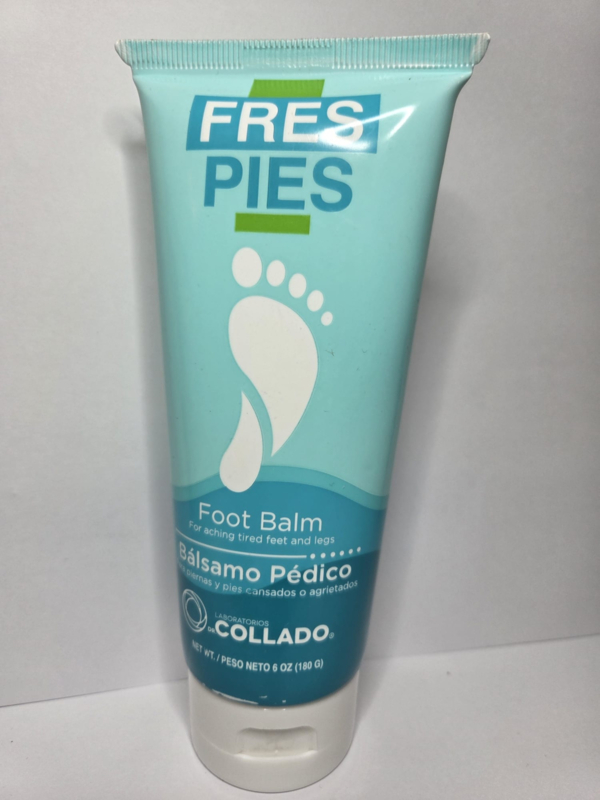 FRES
PIES
Foot Balm
For aching tired feet and legs
Bálsamo Pédico
piernas y pies cansados o agrietados
LABORATORIOS
DE COLLADO®
NET WT. / PESO NETO 6 OZ (180 G)